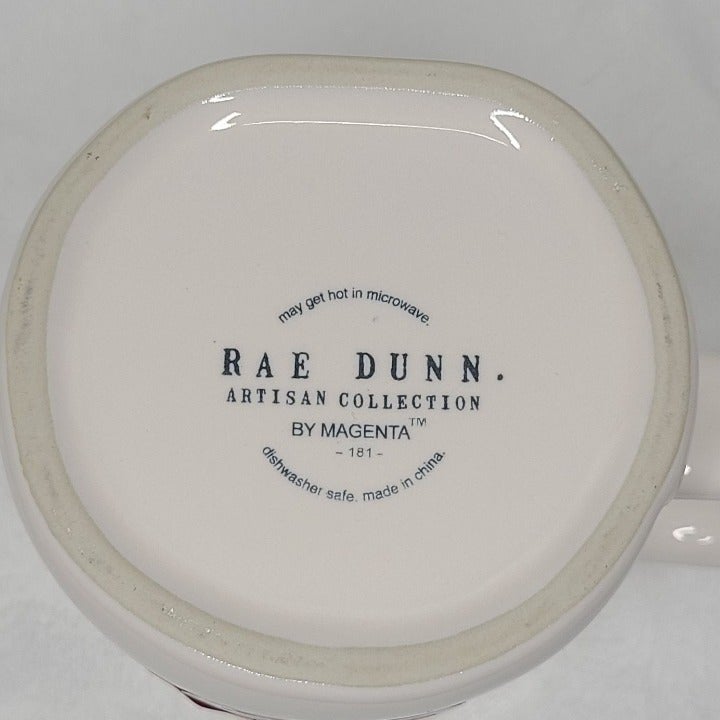 may get hot in microwave.
RAE DUNN.
ARTISAN COLLECTION
BY MAGENTA™
- 181 -
dishwasher safe. made in china.